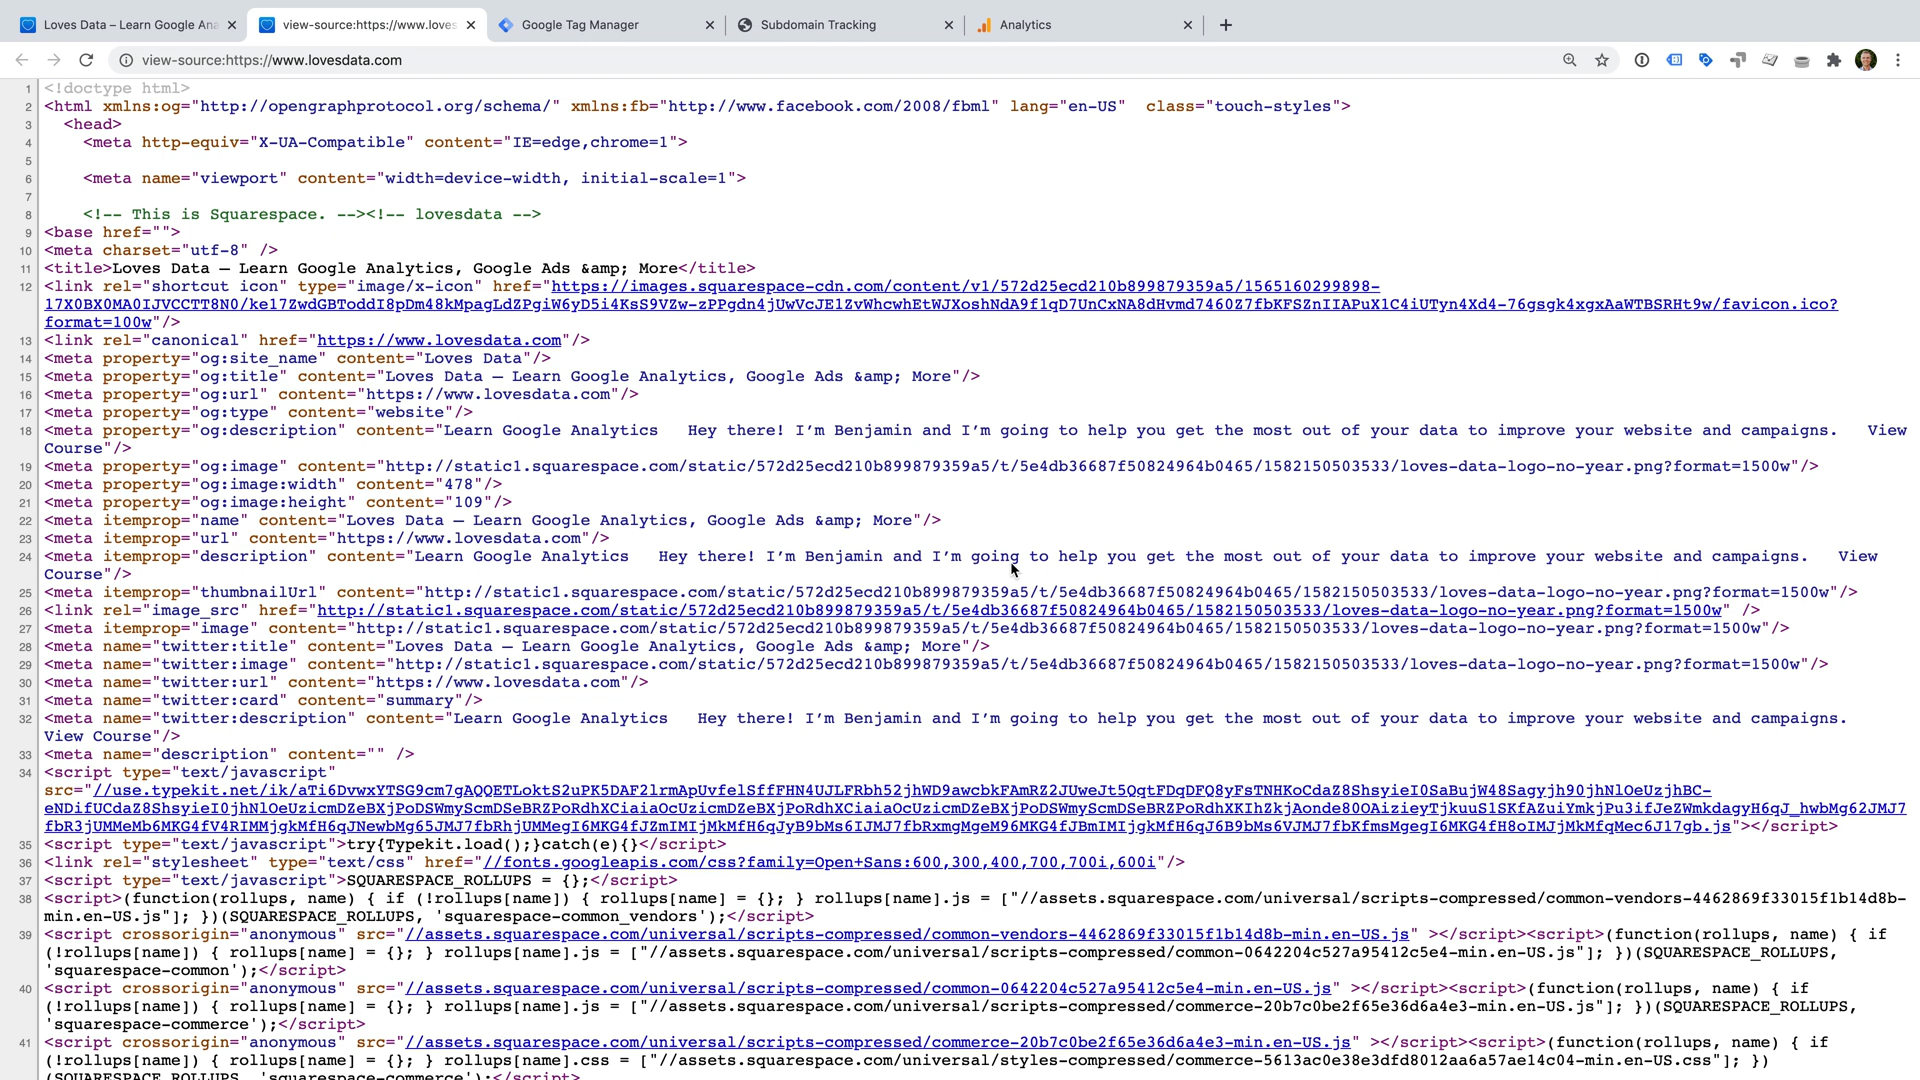 Loves Data – Learn Google Ana
view-source:https://www.loves
Google Tag Manager
Subdomain Tracking
Analytics
view-source:https://www.lovesdata.com
1 <!doctype html>
2 <html xmlns:og="http://opengraphprotocol.org/schema/" xmlns:fb="http://www.facebook.com/2008/fbml" lang="en-US"  class="touch-styles">
3 <head>
4 <meta http-equiv="X-UA-Compatible" content="IE=edge,chrome=1">
5
6 <meta name="viewport" content="width=device-width, initial-scale=1">
7
8 <!-- This is Squarespace. --><!-- lovesdata -->
9 <base href="">
10 <meta charset="utf-8" />
11 <title>Loves Data – Learn Google Analytics, Google Ads &amp; More</title>
12 <link rel="shortcut icon" type="image/x-icon" href="https://images.squarespace-cdn.com/content/v1/572d25ecd210b899879359a5/1565160299898-
format=100w"/>
13 <link rel="canonical" href="https://www.lovesdata.com"/>
14 <meta property="og:site_name" content="Loves Data"/>
15 <meta property="og:title" content="Loves Data – Learn Google Analytics, Google Ads &amp; More"/>
16 <meta property="og:url" content="https://www.lovesdata.com"/>
17 <meta property="og:type" content="website"/>
18 <meta property="og:description" content="Learn Google Analytics   Hey there! I’m Benjamin and I’m going to help you get the most out of your data to improve your website and campaigns.   View
Course"/>
19 <meta property="og:image" content="http://static1.squarespace.com/static/572d25ecd210b899879359a5/t/5e4db36687f50824964b0465/1582150503533/loves-data-logo-no-year.png?format=1500w"/>
20 <meta property="og:image:width" content="478"/>
21 <meta property="og:image:height" content="109"/>
22 <meta itemprop="name" content="Loves Data – Learn Google Analytics, Google Ads &amp; More"/>
23 <meta itemprop="url" content="https://www.lovesdata.com"/>
24 <meta itemprop="description" content="Learn Google Analytics   Hey there! I’m Benjamin and I’m going to help you get the most out of your data to improve your website and campaigns.   View
Course"/>
25 <meta itemprop="thumbnailUrl" content="http://static1.squarespace.com/static/572d25ecd210b899879359a5/t/5e4db36687f50824964b0465/1582150503533/loves-data-logo-no-year.png?format=1500w"/>
26 <link rel="image_src" href="http://static1.squarespace.com/static/572d25ecd210b899879359a5/t/5e4db36687f50824964b0465/1582150503533/loves-data-logo-no-year.png?format=1500w" />
27 <meta itemprop="image" content="http://static1.squarespace.com/static/572d25ecd210b899879359a5/t/5e4db36687f50824964b0465/1582150503533/loves-data-logo-no-year.png?format=1500w"/>
28 <meta name="twitter:title" content="Loves Data – Learn Google Analytics, Google Ads &amp; More"/>
29 <meta name="twitter:image" content="http://static1.squarespace.com/static/572d25ecd210b899879359a5/t/5e4db36687f50824964b0465/1582150503533/loves-data-logo-no-year.png?format=1500w"/>
30 <meta name="twitter:url" content="https://www.lovesdata.com"/>
31 <meta name="twitter:card" content="summary"/>
32 <meta name="twitter:description" content="Learn Google Analytics   Hey there! I’m Benjamin and I’m going to help you get the most out of your data to improve your website and campaigns.
View Course"/>
33 <meta name="description" content="" />
34 <script type="text/javascript"
35 <script type="text/javascript">try{Typekit.load();}catch(e){}</script>
36 <link rel="stylesheet" type="text/css" href="//fonts.googleapis.com/css?family=Open+Sans:600,300,400,700,700i,600i"/>
37 <script type="text/javascript">SQUARESPACE_ROLLUPS = {};</script>
38 <script>(function(rollups, name) { if (!rollups[name]) { rollups[name] = {}; } rollups[name].js = ["//assets.squarespace.com/universal/scripts-compressed/common-vendors-4462869f33015f1b14d8b-
min.en-US.js"]; })(SQUARESPACE_ROLLUPS, 'squarespace-common_vendors');</script>
39 <script crossorigin="anonymous" src="//assets.squarespace.com/universal/scripts-compressed/common-vendors-4462869f33015f1b14d8b-min.en-US.js" ></script><script>(function(rollups, name) { if
(!rollups[name]) { rollups[name] = {}; } rollups[name].js = ["//assets.squarespace.com/universal/scripts-compressed/common-0642204c527a95412c5e4-min.en-US.js"]; })(SQUARESPACE_ROLLUPS,
'squarespace-common');</script>
40 <script crossorigin="anonymous" src="//assets.squarespace.com/universal/scripts-compressed/common-0642204c527a95412c5e4-min.en-US.js" ></script><script>(function(rollups, name) { if
(!rollups[name]) { rollups[name] = {}; } rollups[name].js = ["//assets.squarespace.com/universal/scripts-compressed/commerce-20b7c0be2f65e36d6a4e3-min.en-US.js"]; })(SQUARESPACE_ROLLUPS,
'squarespace-commerce');</script>
41 <script crossorigin="anonymous" src="//assets.squarespace.com/universal/scripts-compressed/commerce-20b7c0be2f65e36d6a4e3-min.en-US.js" ></script><script>(function(rollups, name) { if
(!rollups[name]) { rollups[name] = {}; } rollups[name].css = ["//assets.squarespace.com/universal/styles-compressed/commerce-5613ac0e38e3dfd8012aa6a57ae14c04-min.en-US.css"]; })
(SQUARESPACE_ROLLUPS, 'squarespace-commerce');</script>